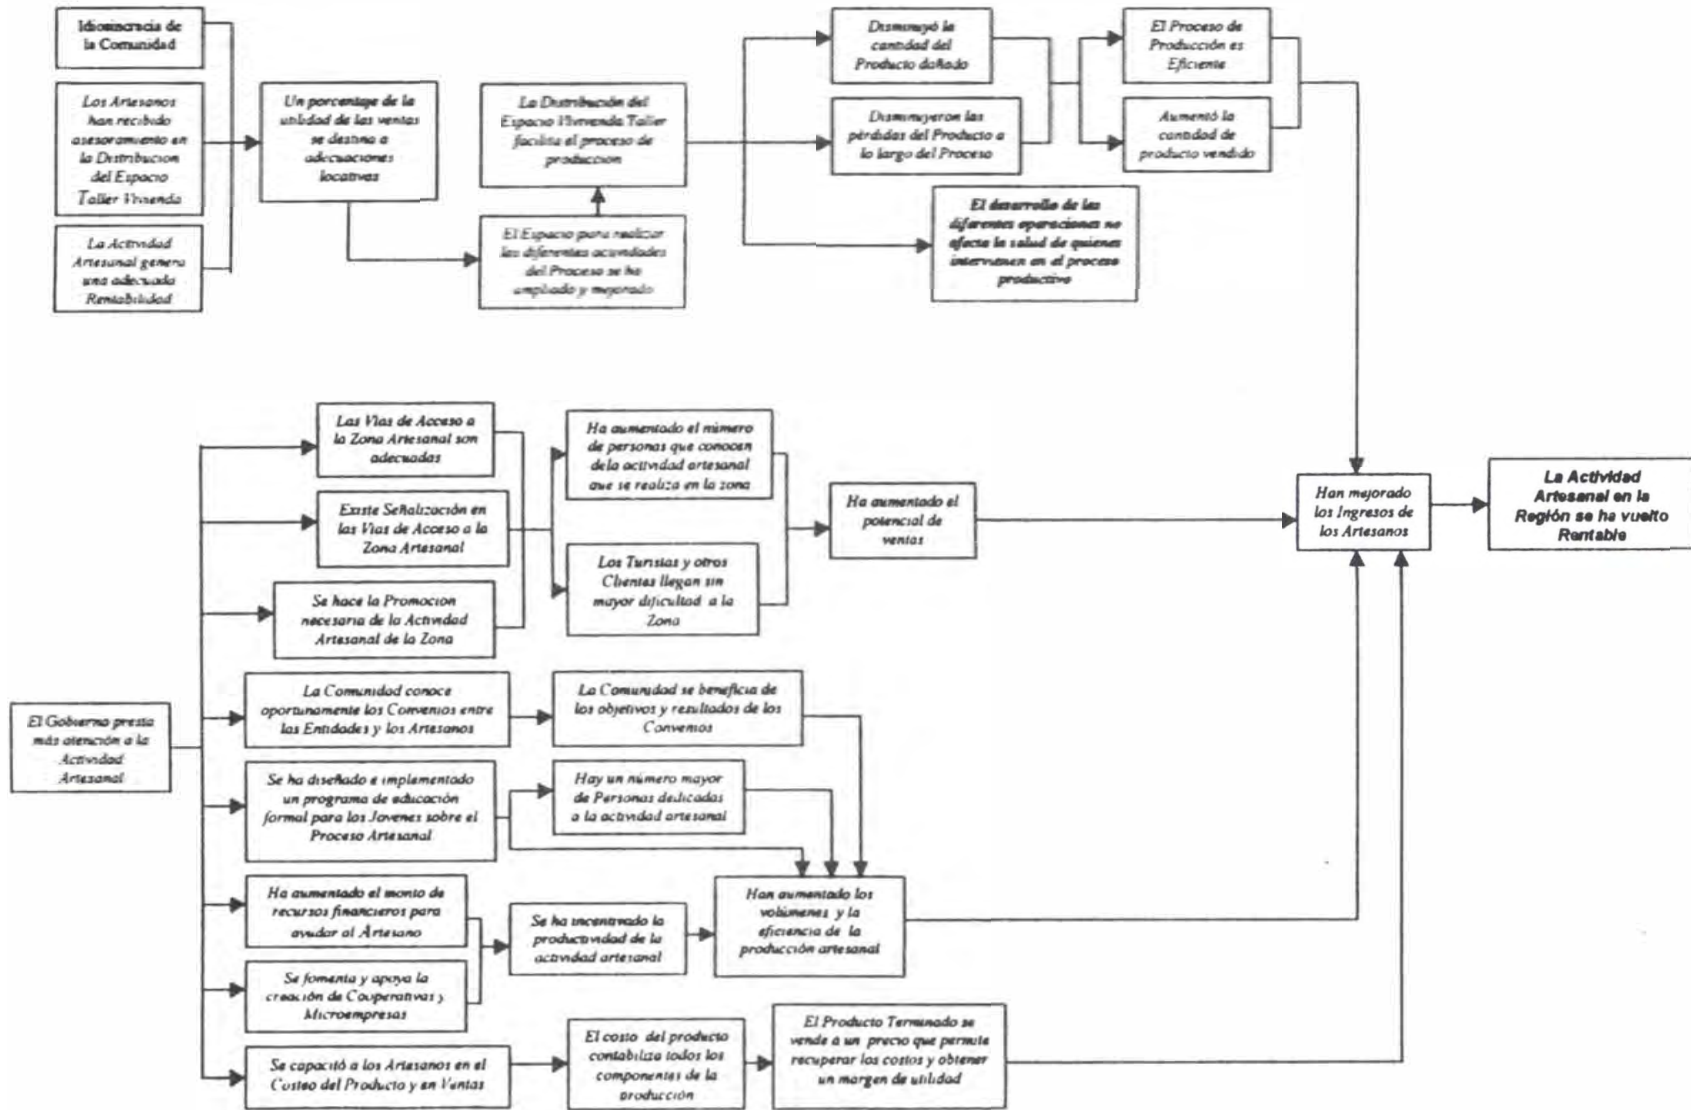 Idiosincracia de
la Comunidad
Los Artesanos
han recibido
asesoramiento en
la Distribucion
del Espacio
Taller Vivienda
La Actividad
Artesanal genera
una adecuada
Rentabilidad
Un porcentaje de la
utilidad de las ventas
se destina a
adecuaciones
locativas
La Distribución del
Espacio Vivivenda Taller
facilita el proceso de
produccion
El Espacio para realizar
las diferentes actividades
del Proceso se ha
ampliado y mejorado
Disminuyó la
cantidad del
Producto dañado
Disminuyeron las
pérdidas del Producto a
lo largo del Proceso
El desarrollo de las
diferentes operaciones no
afecta la salud de quienes
intervienen en el proceso
productivo
El Proceso de
Producción es
Eficiente
Aumentó la
cantidad de
producto vendido
Las Vías de Acceso a
la Zona Artesanal son
adecuadas
Existe Señalización en
las Vías de Acceso a la
Zona Artesanal
Se hace la Promocion
necesaria de la Actividad
Artesanal de la Zona
Ha aumentado el número
de personas que conocen
dela actividad artesanal
que se realiza en la zona
Los Turistas y otros
Clientes llegan sin
mayor dificultad a la
Zona
Ha aumentado el
potencial de
ventas
Han mejorado
los Ingresos de
los Artesanos
La Actividad
Artesanal en la
Región se ha vuelto
Rentable
El Gobierno presta
más atención a la
Actividad
Artesanal
La Comunidad conoce
oportunamente los Convenios entre
las Entidades y los Artesanos
La Comunidad se beneficia de
los objetivos y resultados de los
Convenios
Se ha diseñado e implementado
un programa de educación
formal para los Jovenes sobre el
Proceso Artesanal
Hay un número mayor
de Personas dedicadas
a la actividad artesanal
Ha aumentado el monto de
recursos financieros para
ayudar al Artesano
Se fomenta y apoya la
creación de Cooperativas y
Microempresas
Se ha incentivado la
productividad de la
actividad artesanal
Han aumentado los
volúmenes y la
eficiencia de la
producción artesanal
Se capacitó a los Artesanos en el
Costeo del Producto y en Ventas
El costo del producto
contabiliza todos los
componentes de la
producción
El Producto Terminado se
vende a un precio que permite
recuperar los costos y obtener
un margen de utilidad